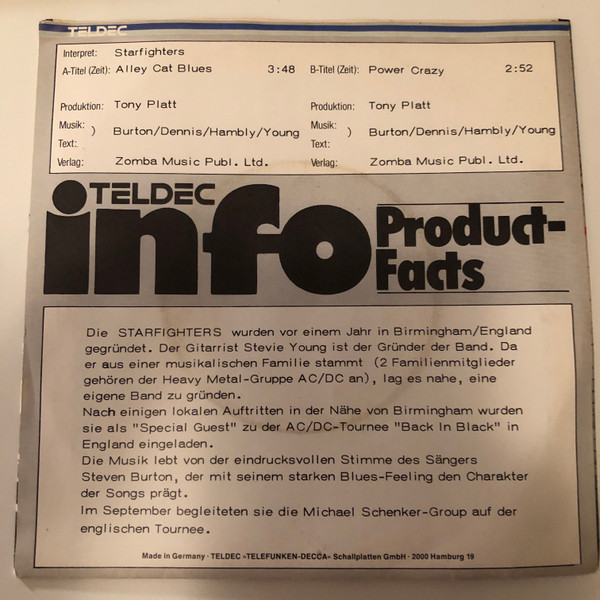 TELDEC
Interpret: Starfighters
A-Titel (Zeit): Alley Cat Blues 3:48 B-Titel (Zeit): Power Crazy 2:52
Produktion: Tony Platt Produktion: Tony Platt
Musik: ) Burton/Dennis/Hambly/Young Musik: ) Burton/Dennis/Hambly/Young
Text: Text:
Verlag: Zomba Music Publ. Ltd. Verlag: Zomba Music Publ. Ltd.
TELDEC
info Product-
Facts
Die STARFIGHTERS wurden vor einem Jahr in Birmingham/England
gegründet. Der Gitarrist Stevie Young ist der Gründer der Band. Da
er aus einer musikalischen Familie stammt (2 Familienmitglieder
gehören der Heavy Metal-Gruppe AC/DC an), lag es nahe, eine
eigene Band zu gründen.
Nach einigen lokalen Auftritten in der Nähe von Birmingham wurden
sie als "Special Guest" zu der AC/DC-Tournee "Back In Black" in
England eingeladen.
Die Musik lebt von der eindrucksvollen Stimme des Sängers
Steven Burton, der mit seinem starken Blues-Feeling den Charakter
der Songs prägt.
Im September begleiteten sie die Michael Schenker-Group auf der
englischen Tournee.
Made in Germany · TELDEC »TELEFUNKEN-DECCA« Schallplatten GmbH · 2000 Hamburg 19